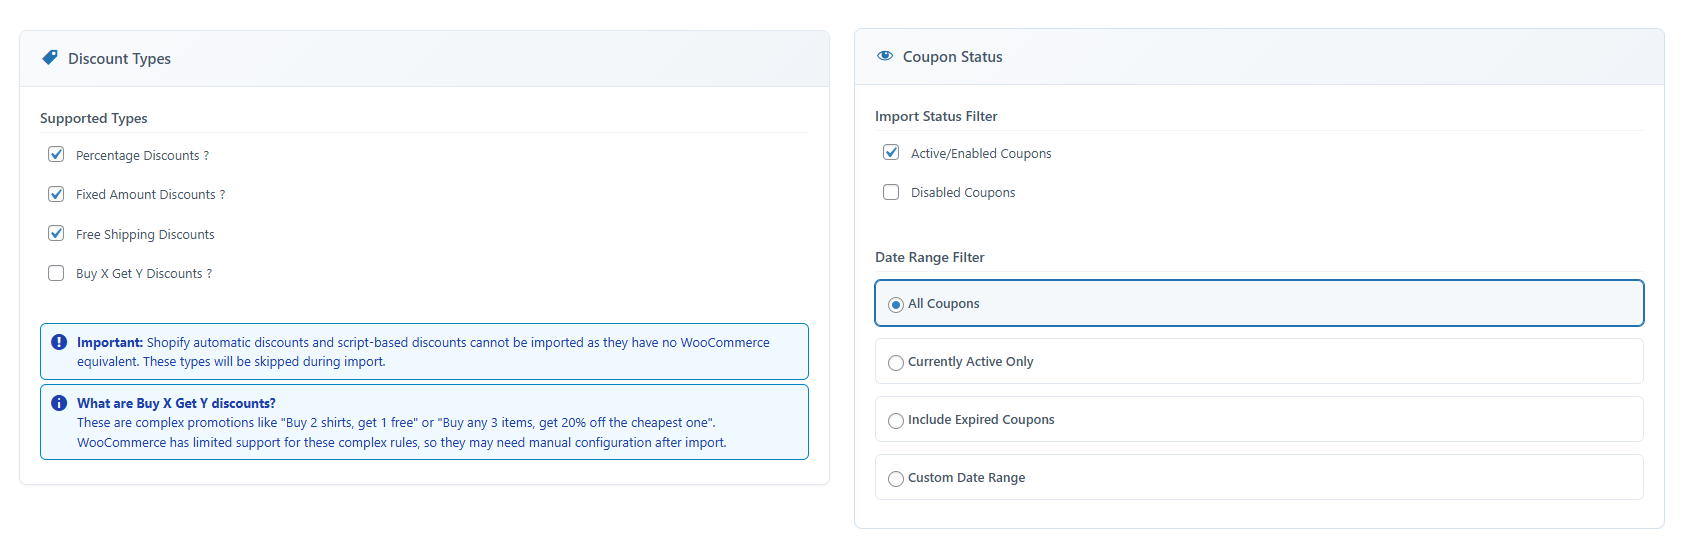 Discount Types
Supported Types
Percentage Discounts ?
Fixed Amount Discounts ?
Free Shipping Discounts
Buy X Get Y Discounts ?
Important: Shopify automatic discounts and script-based discounts cannot be imported as they have no WooCommerce
equivalent. These types will be skipped during import.
What are Buy X Get Y discounts?
These are complex promotions like "Buy 2 shirts, get 1 free" or "Buy any 3 items, get 20% off the cheapest one".
WooCommerce has limited support for these complex rules, so they may need manual configuration after import.
Coupon Status
Import Status Filter
Active/Enabled Coupons
Disabled Coupons
Date Range Filter
All Coupons
Currently Active Only
Include Expired Coupons
Custom Date Range